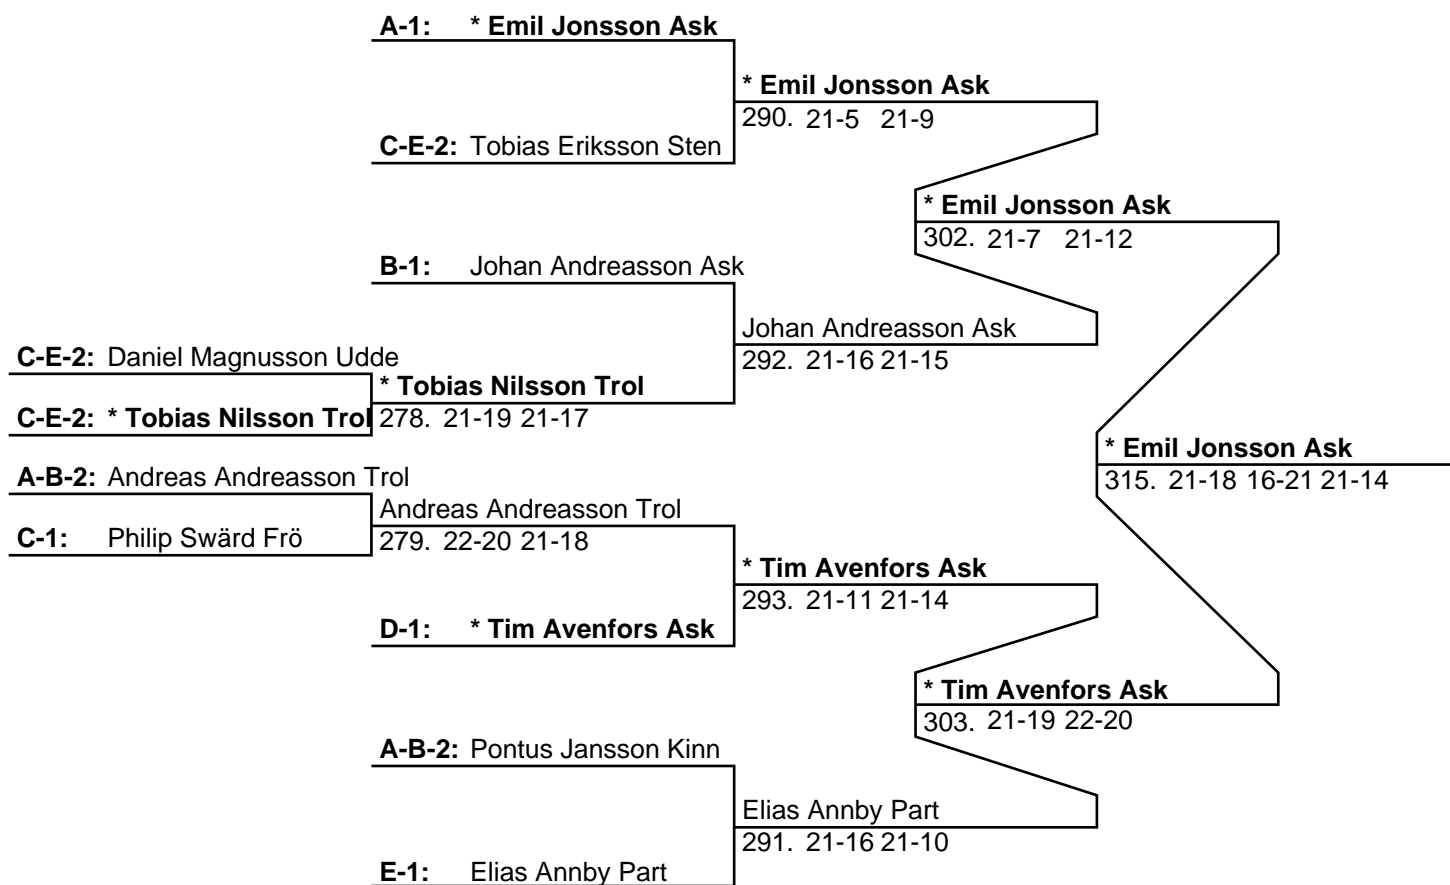 A-1: * Emil Jonsson Ask
* Emil Jonsson Ask
290. 21-5 21-9
C-E-2: Tobias Eriksson Sten
* Emil Jonsson Ask
302. 21-7 21-12
B-1: Johan Andreasson Ask
Johan Andreasson Ask
292. 21-16 21-15
C-E-2: Daniel Magnusson Udde
* Tobias Nilsson Trol
C-E-2: * Tobias Nilsson Trol 278. 21-19 21-17
* Emil Jonsson Ask
315. 21-18 16-21 21-14
A-B-2: Andreas Andreasson Trol
Andreas Andreasson Trol
C-1: Philip Swärd Frö 279. 22-20 21-18
* Tim Avenfors Ask
293. 21-11 21-14
D-1: * Tim Avenfors Ask
* Tim Avenfors Ask
303. 21-19 22-20
A-B-2: Pontus Jansson Kinn
Elias Annby Part
291. 21-16 21-10
E-1: Elias Annby Part